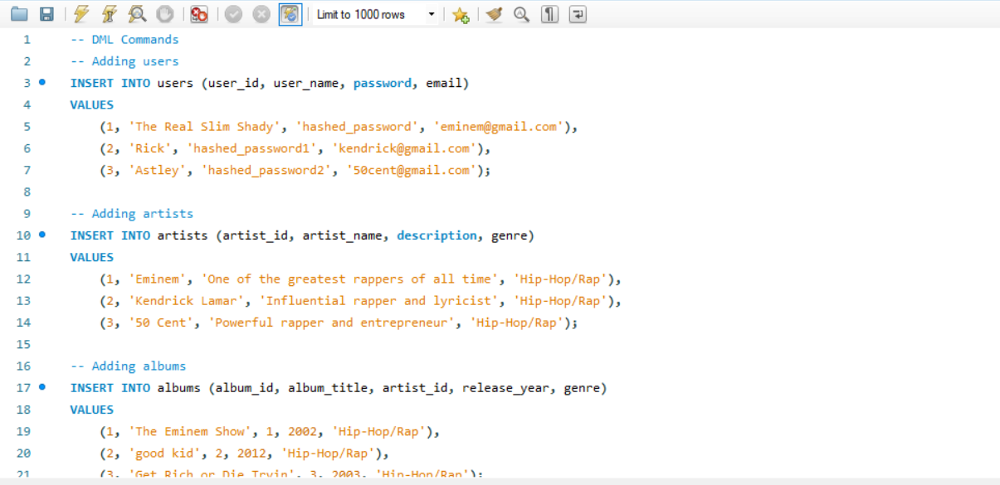 Limit to 1000 rows
1 -- DML Commands
2 -- Adding users
3 INSERT INTO users (user_id, user_name, password, email)
4 VALUES
5 (1, 'The Real Slim Shady', 'hashed_password', 'eminem@gmail.com'),
6 (2, 'Rick', 'hashed_password1', 'kendrick@gmail.com'),
7 (3, 'Astley', 'hashed_password2', '50cent@gmail.com');
8
9 -- Adding artists
10 INSERT INTO artists (artist_id, artist_name, description, genre)
11 VALUES
12 (1, 'Eminem', 'One of the greatest rappers of all time', 'Hip-Hop/Rap'),
13 (2, 'Kendrick Lamar', 'Influential rapper and lyricist', 'Hip-Hop/Rap'),
14 (3, '50 Cent', 'Powerful rapper and entrepreneur', 'Hip-Hop/Rap');
15
16 -- Adding albums
17 INSERT INTO albums (album_id, album_title, artist_id, release_year, genre)
18 VALUES
19 (1, 'The Eminem Show', 1, 2002, 'Hip-Hop/Rap'),
20 (2, 'good kid', 2, 2012, 'Hip-Hop/Rap'),
21 (3, 'Get Rich or Die Tryin', 3, 2003, 'Hip-Hop/Rap');